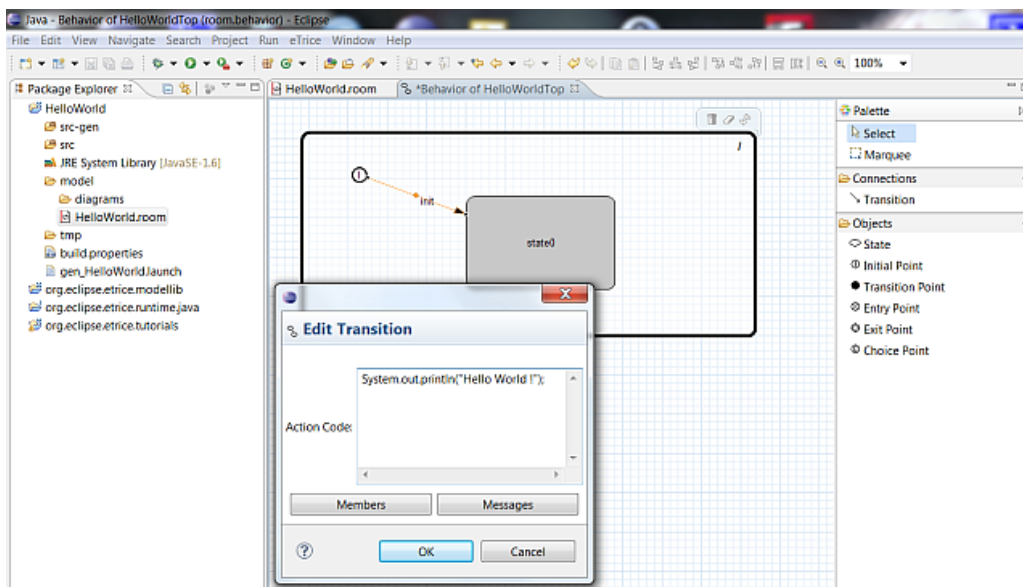 Java - Behavior of HelloWorldTop (room.behavior) - Eclipse
File Edit View Navigate Search Project Run eTrice Window Help
100%
Package Explorer
HelloWorld.room
*Behavior of HelloWorldTop
HelloWorld
src-gen
src
JRE System Library [JavaSE-1.6]
model
diagrams
HelloWorld.room
tmp
build.properties
gen_HelloWorld.launch
org.eclipse.etrice.modellib
org.eclipse.etrice.runtime.java
org.eclipse.etrice.tutorials
/
I
init
state0
Edit Transition
Action Code:
System.out.println("Hello World !");
Members
Messages
?
OK
Cancel
Palette
Select
Marquee
Connections
Transition
Objects
State
Initial Point
Transition Point
Entry Point
Exit Point
Choice Point